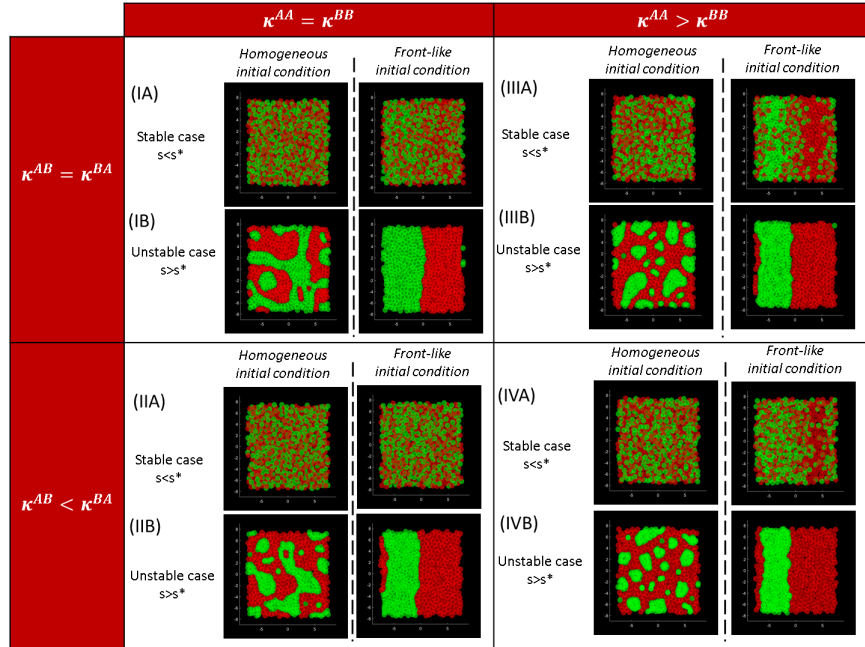 κ^AA = κ^BB
κ^AA > κ^BB
κ^AB = κ^BA
Homogeneous
initial condition
Front-like
initial condition
(IA)
Stable case
s<s*
(IB)
Unstable case
s>s*
Homogeneous
initial condition
Front-like
initial condition
(IIIA)
Stable case
s<s*
(IIIB)
Unstable case
s>s*
κ^AB < κ^BA
Homogeneous
initial condition
Front-like
initial condition
(IIA)
Stable case
s<s*
(IIB)
Unstable case
s>s*
Homogeneous
initial condition
Front-like
initial condition
(IVA)
Stable case
s<s*
(IVB)
Unstable case
s>s*